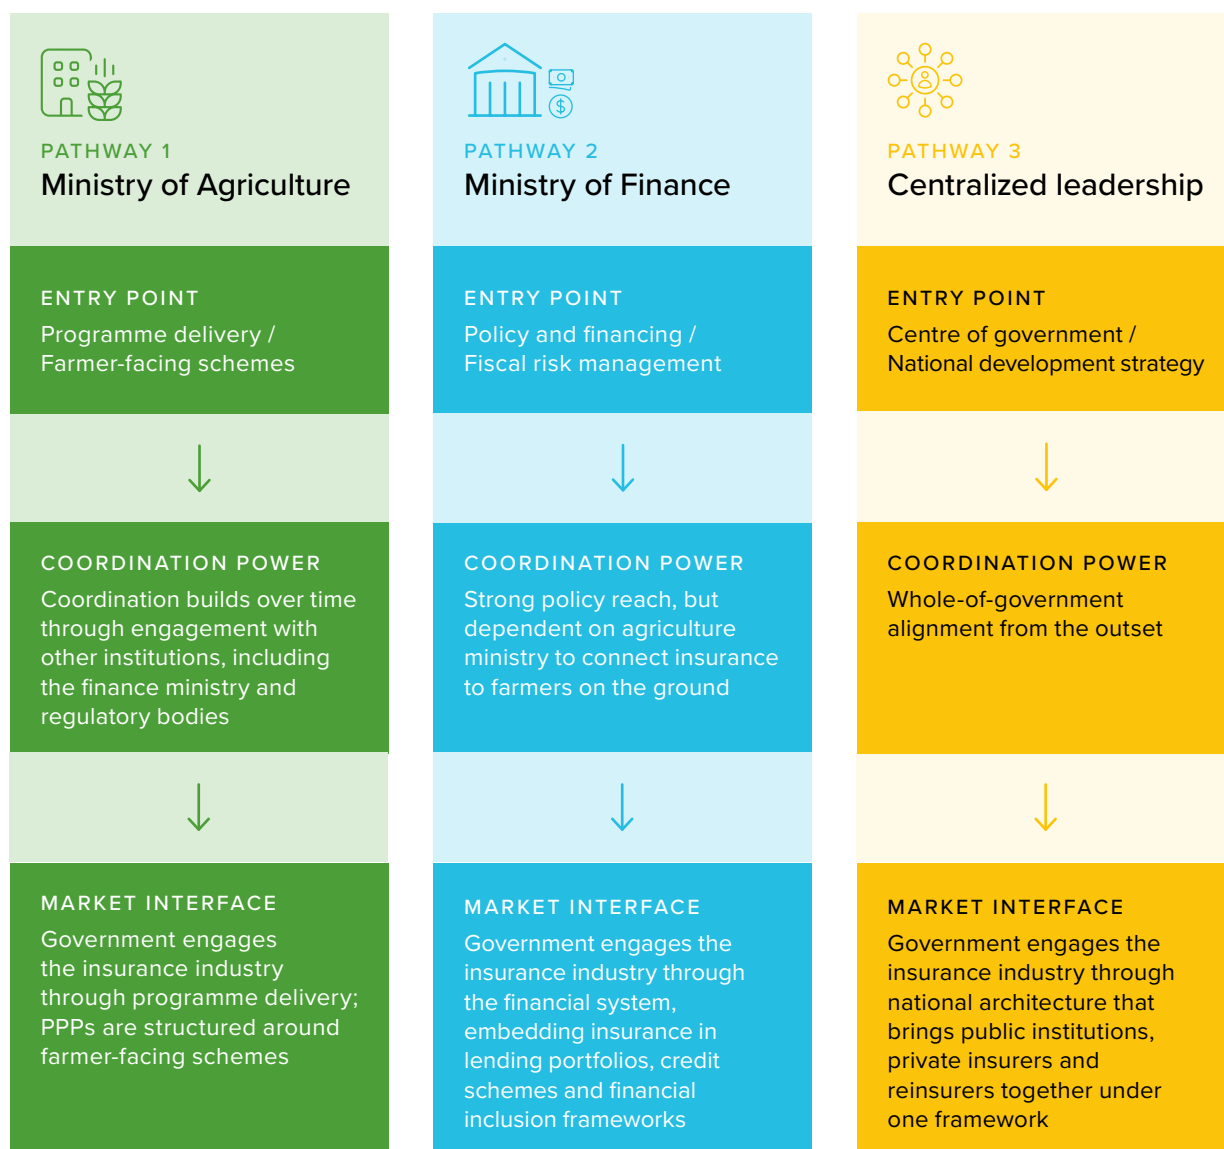 PATHWAY 1
Ministry of Agriculture
ENTRY POINT
Programme delivery /
Farmer-facing schemes
COORDINATION POWER
Coordination builds over time
through engagement with
other institutions, including
the finance ministry and
regulatory bodies
MARKET INTERFACE
Government engages
the insurance industry
through programme delivery;
PPPs are structured around
farmer-facing schemes
PATHWAY 2
Ministry of Finance
ENTRY POINT
Policy and financing /
Fiscal risk management
COORDINATION POWER
Strong policy reach, but
dependent on agriculture
ministry to connect insurance
to farmers on the ground
MARKET INTERFACE
Government engages the
insurance industry through
the financial system,
embedding insurance in
lending portfolios, credit
schemes and financial
inclusion frameworks
PATHWAY 3
Centralized leadership
ENTRY POINT
Centre of government /
National development strategy
COORDINATION POWER
Whole-of-government
alignment from the outset
MARKET INTERFACE
Government engages the
insurance industry through
national architecture that
brings public institutions,
private insurers and
reinsurers together under
one framework